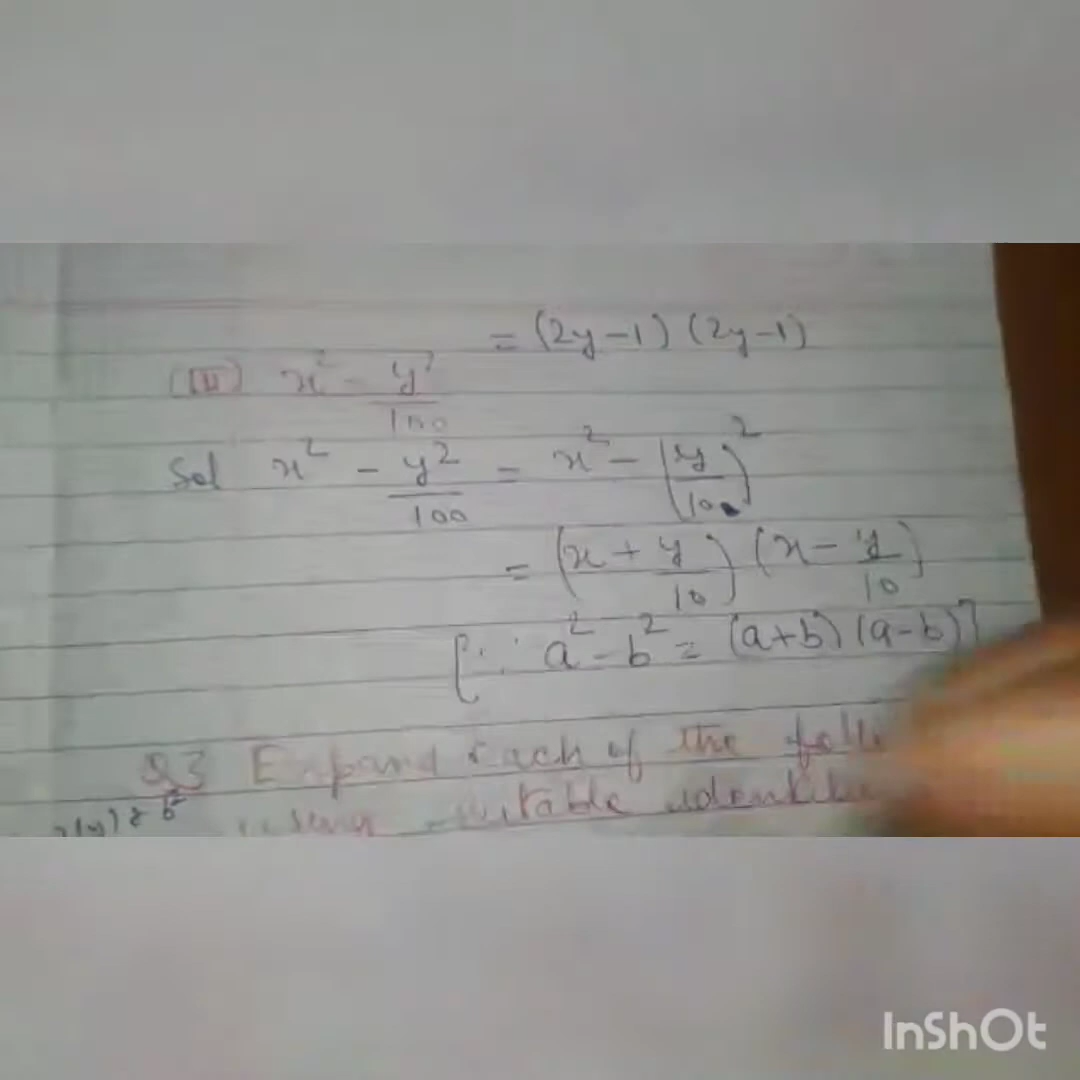 = (2y-1) (2y-1)
(III) x² - y²/100
Sol x² - y²/100 = x² - (y/10)²
= (x + y/10) (x - y/10)
[∵ a² - b² = (a+b) (a-b)]
Q3 Expand each of the
using suitable
InShOt